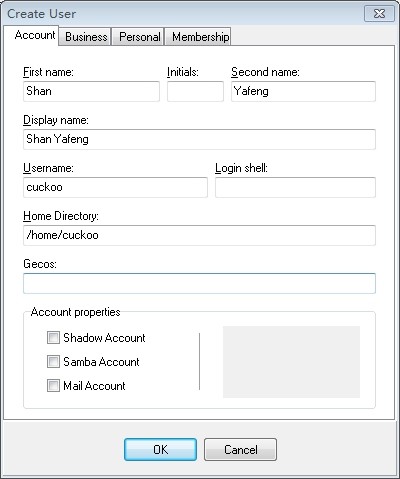 Create User
Account Business Personal Membership
First name: Initials: Second name:
Shan Yafeng
Display name:
Shan Yafeng
Username: Login shell:
cuckoo
Home Directory:
/home/cuckoo
Gecos:
Account properties
Shadow Account
Samba Account
Mail Account
OK Cancel